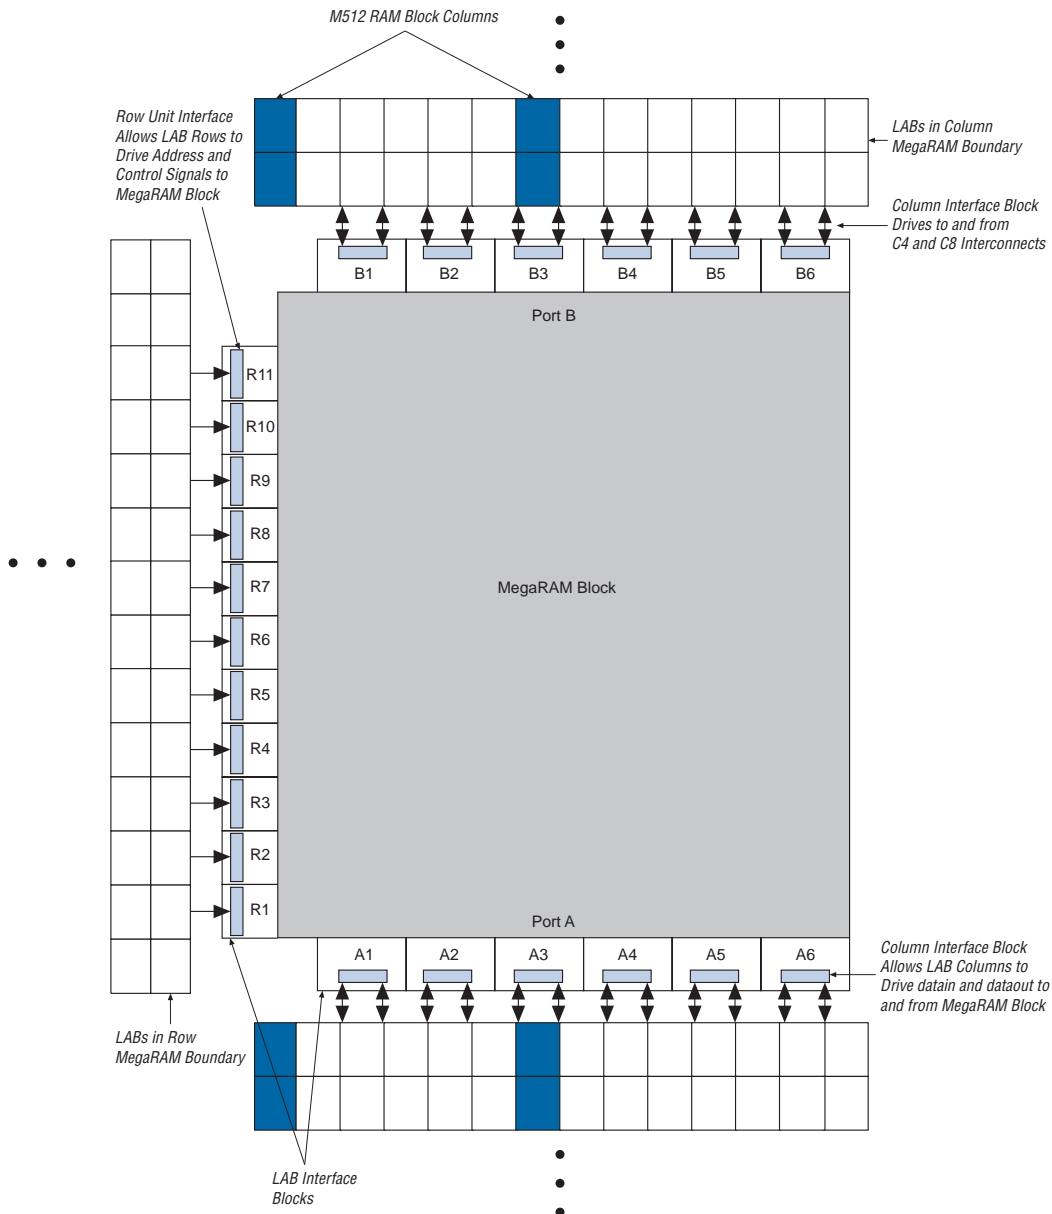 M512 RAM Block Columns
Row Unit Interface
Allows LAB Rows to
Drive Address and
Control Signals to
MegaRAM Block
LABs in Column
MegaRAM Boundary
Column Interface Block
Drives to and from
C4 and C8 Interconnects
B1 B2 B3 B4 B5 B6
Port B
R11
R10
R9
R8
R7
MegaRAM Block
R6
R5
R4
R3
R2
R1
Port A
A1 A2 A3 A4 A5 A6
Column Interface Block
Allows LAB Columns to
Drive datain and dataout to
and from MegaRAM Block
LABs in Row
MegaRAM Boundary
LAB Interface
Blocks